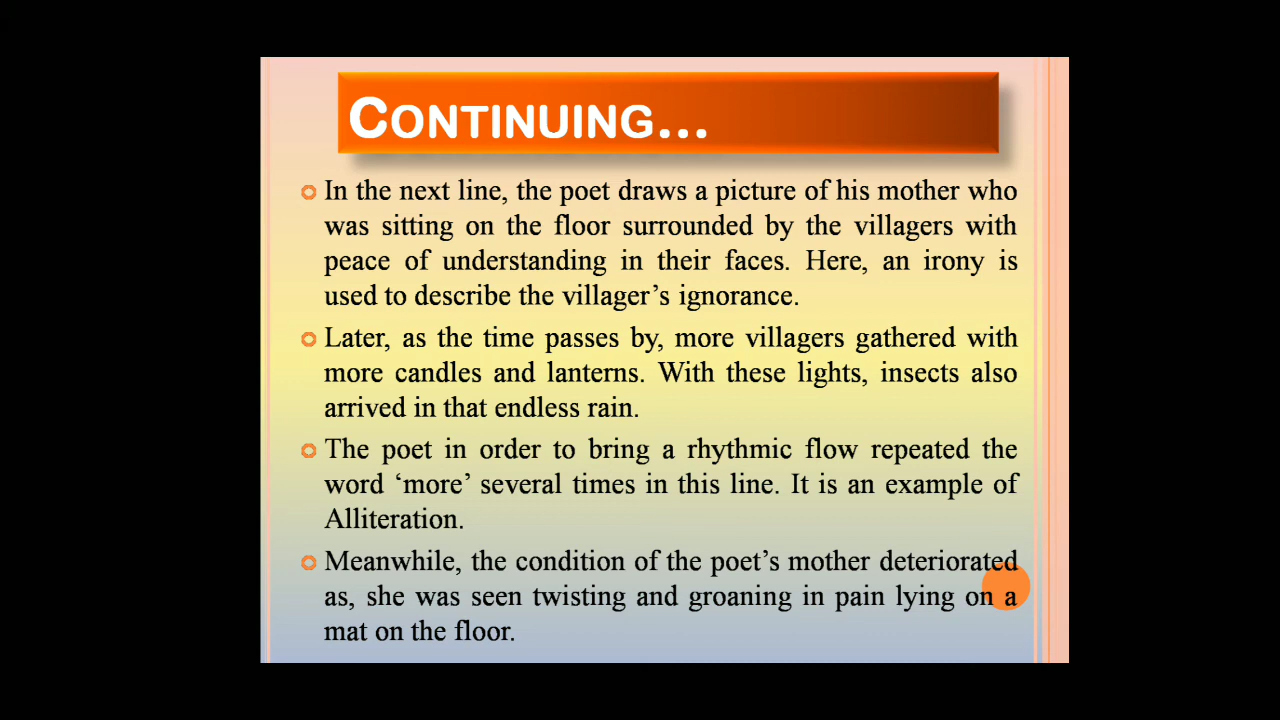 CONTINUING...
In the next line, the poet draws a picture of his mother who
was sitting on the floor surrounded by the villagers with
peace of understanding in their faces. Here, an irony is
used to describe the villager’s ignorance.
Later, as the time passes by, more villagers gathered with
more candles and lanterns. With these lights, insects also
arrived in that endless rain.
The poet in order to bring a rhythmic flow repeated the
word ‘more’ several times in this line. It is an example of
Alliteration.
Meanwhile, the condition of the poet’s mother deteriorated
as, she was seen twisting and groaning in pain lying on a
mat on the floor.